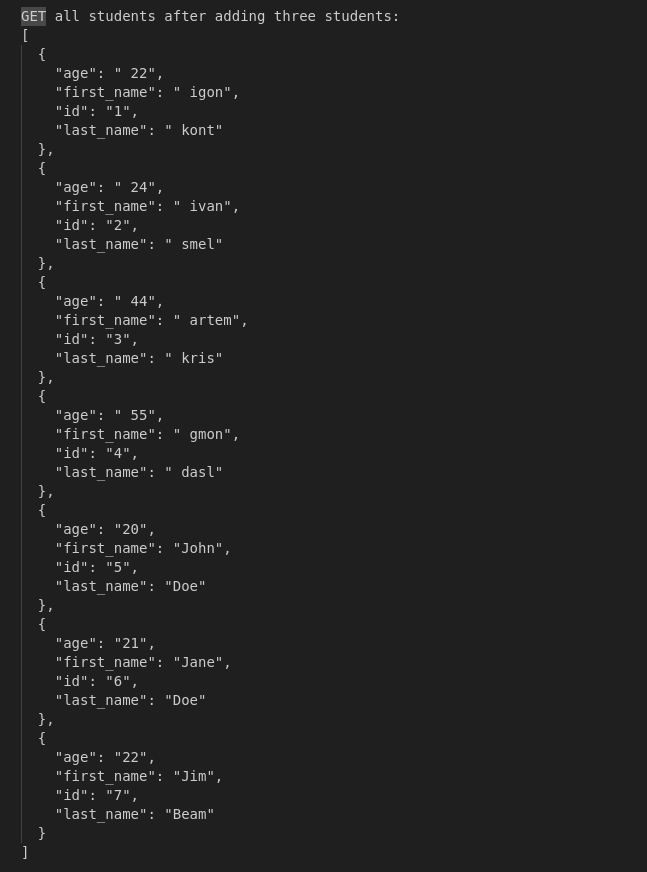 GET all students after adding three students:
[
  {
    "age": " 22",
    "first_name": " igon",
    "id": "1",
    "last_name": " kont"
  },
  {
    "age": " 24",
    "first_name": " ivan",
    "id": "2",
    "last_name": " smel"
  },
  {
    "age": " 44",
    "first_name": " artem",
    "id": "3",
    "last_name": " kris"
  },
  {
    "age": " 55",
    "first_name": " gmon",
    "id": "4",
    "last_name": " dasl"
  },
  {
    "age": "20",
    "first_name": "John",
    "id": "5",
    "last_name": "Doe"
  },
  {
    "age": "21",
    "first_name": "Jane",
    "id": "6",
    "last_name": "Doe"
  },
  {
    "age": "22",
    "first_name": "Jim",
    "id": "7",
    "last_name": "Beam"
  }
]